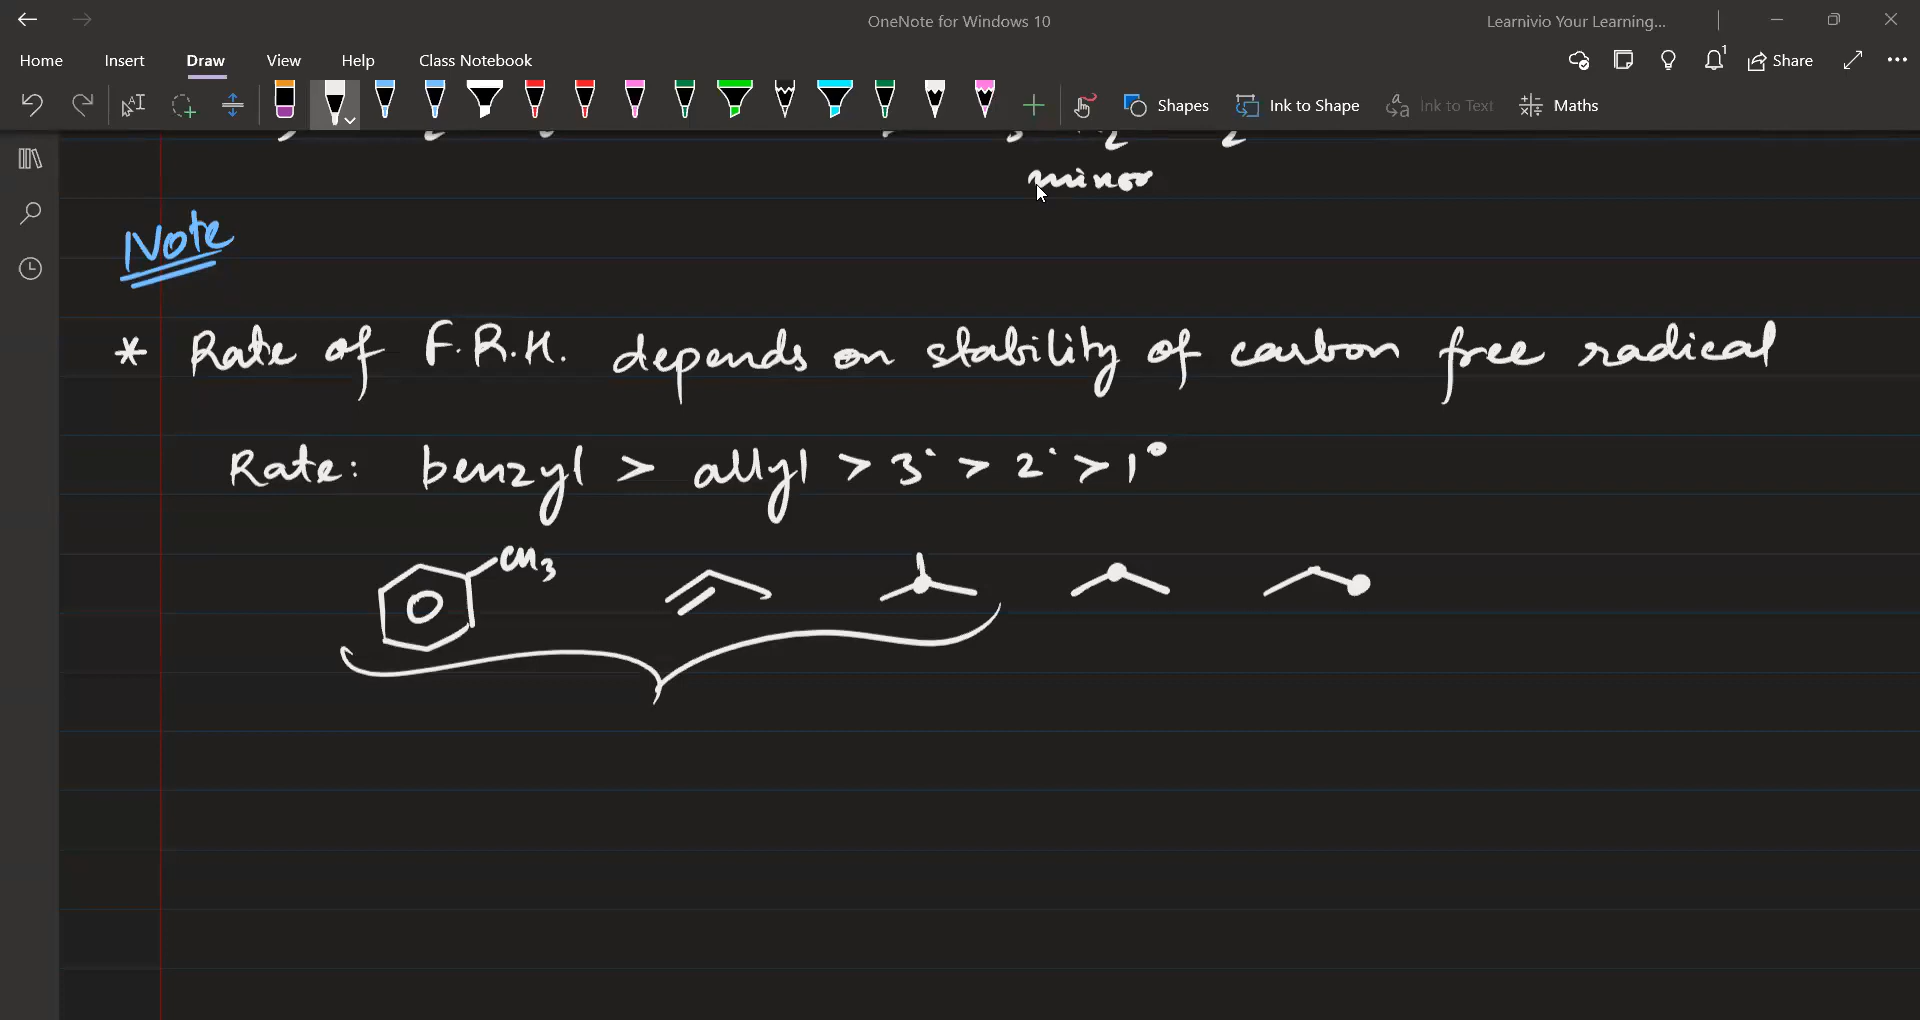 OneNote for Windows 10
Learnivio Your Learning...
Home Insert Draw View Help Class Notebook
1
Share
Shapes Ink to Shape Ink to Text Maths
minor
Note
* Rate of F.R.H. depends on stability of carbon free radical
Rate: benzyl > allyl > 3° > 2° > 1°
CH3